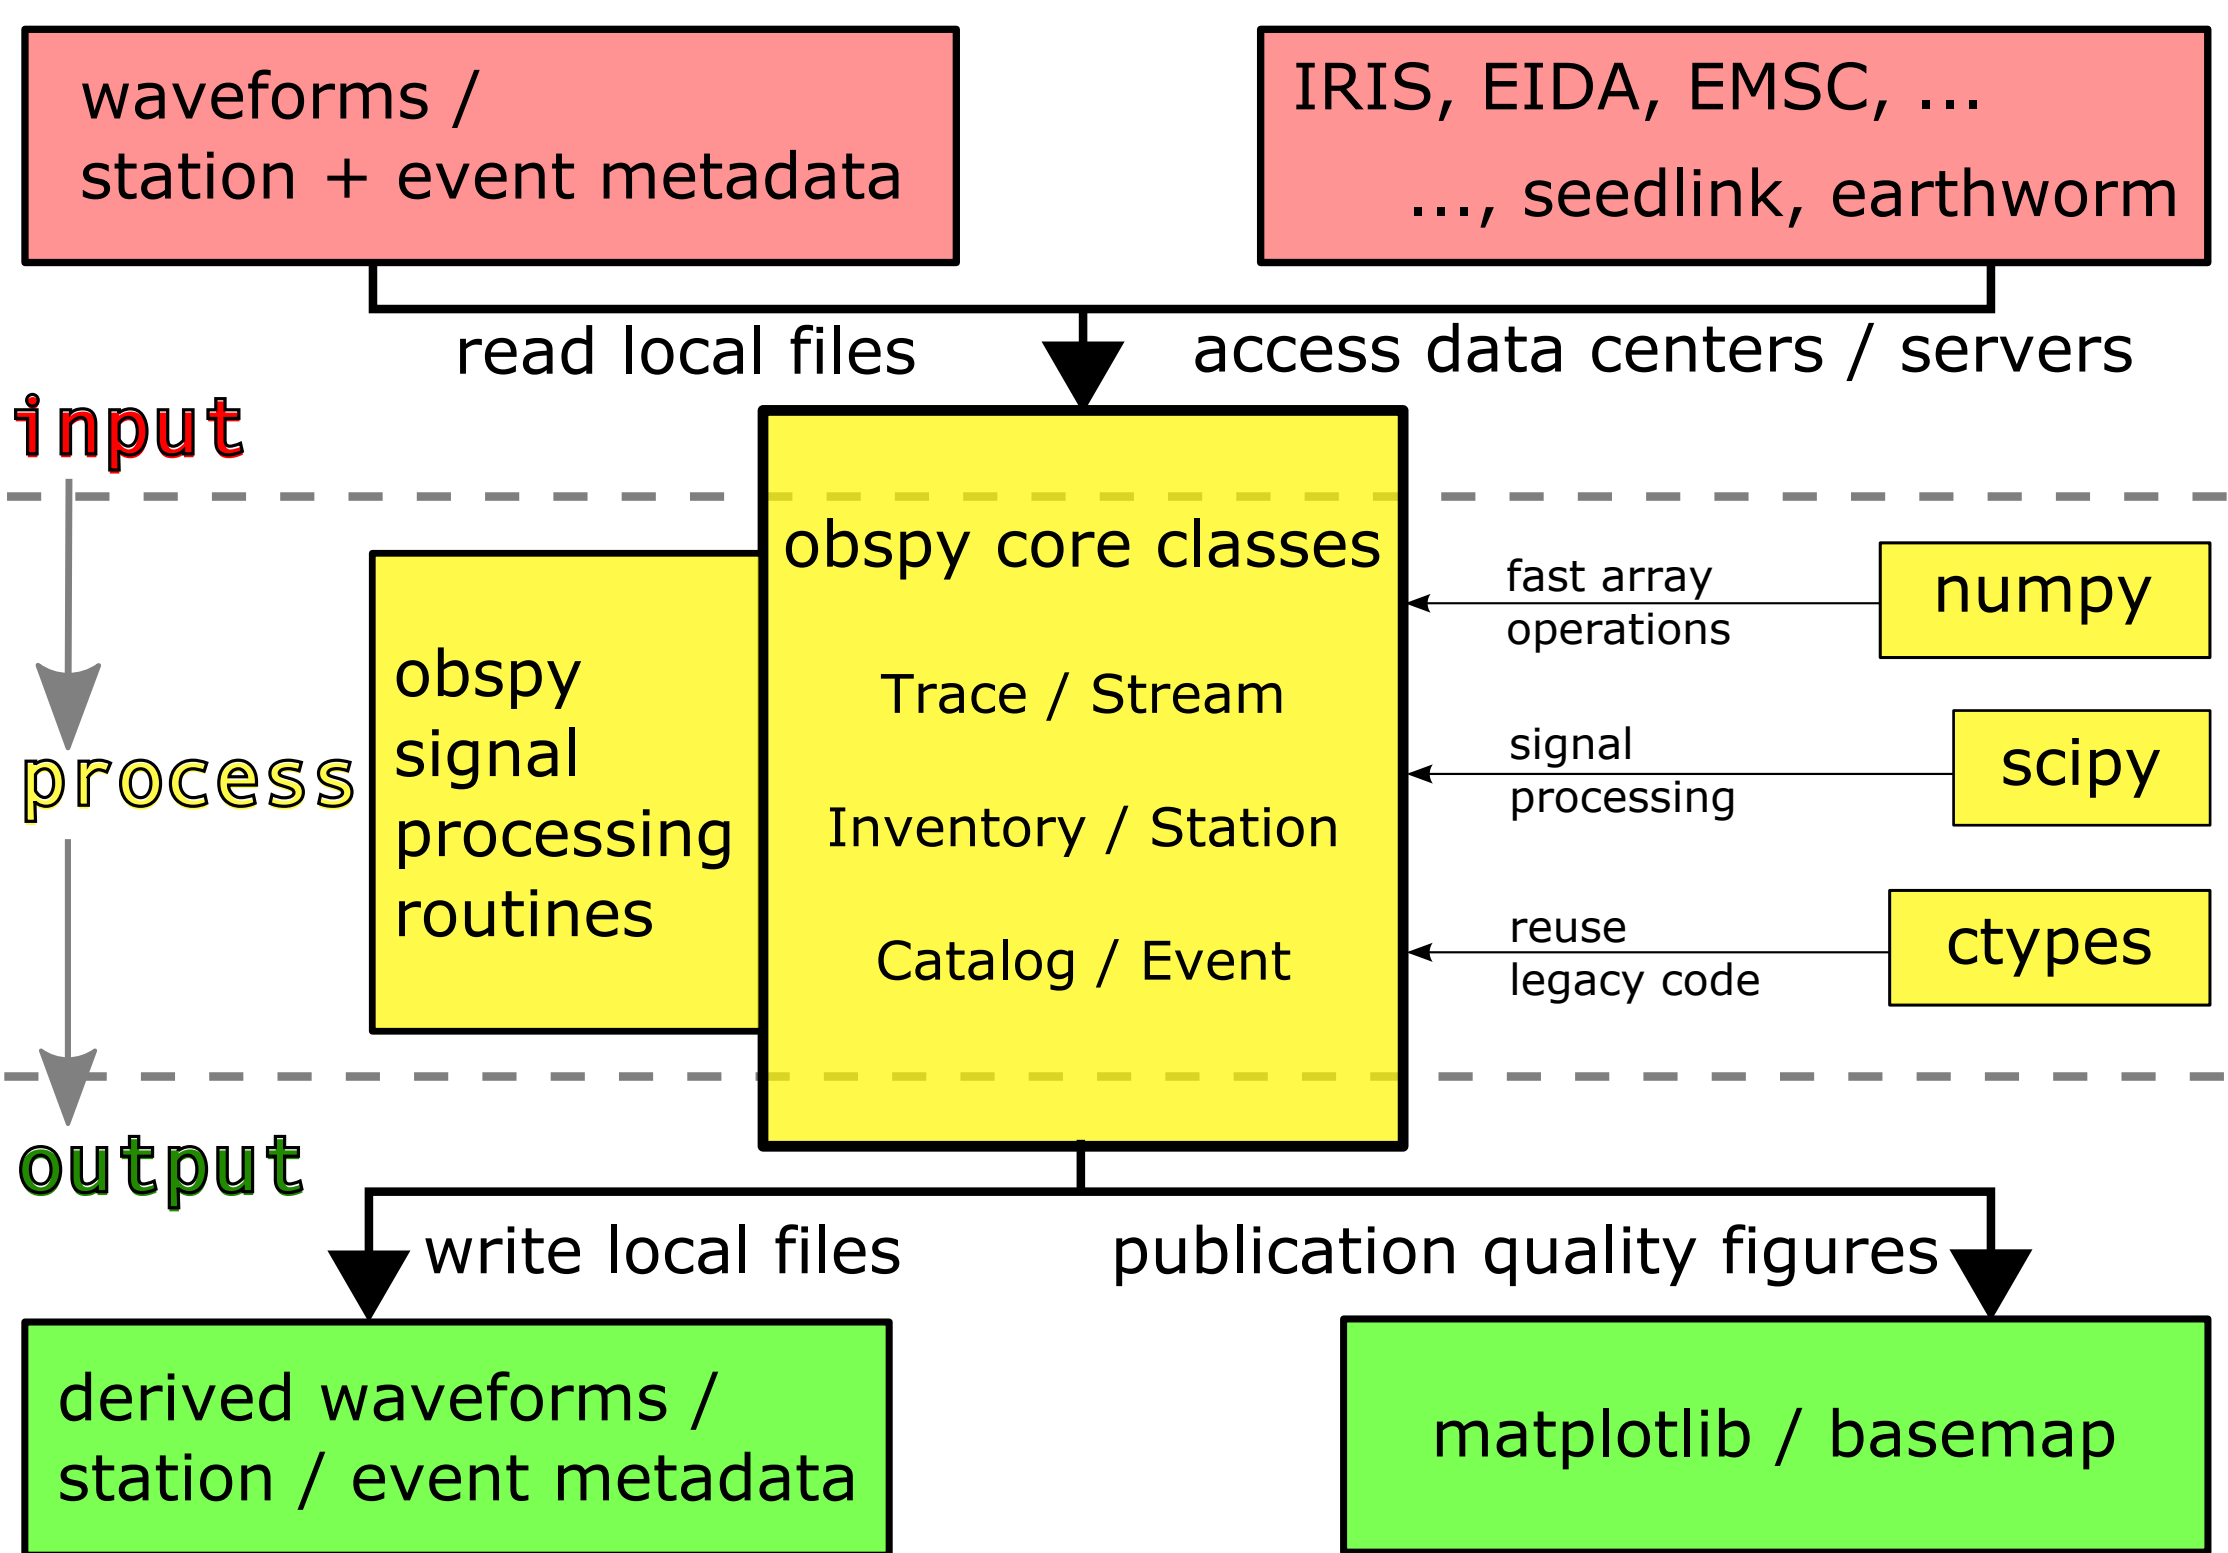 waveforms /
station + event metadata
IRIS, EIDA, EMSC, ...
..., seedlink, earthworm
read local files
access data centers / servers
input
obspy core classes
Trace / Stream
Inventory / Station
Catalog / Event
obspy
signal
processing
routines
process
fast array
operations
numpy
signal
processing
scipy
reuse
legacy code
ctypes
output
write local files
publication quality figures
derived waveforms /
station / event metadata
matplotlib / basemap